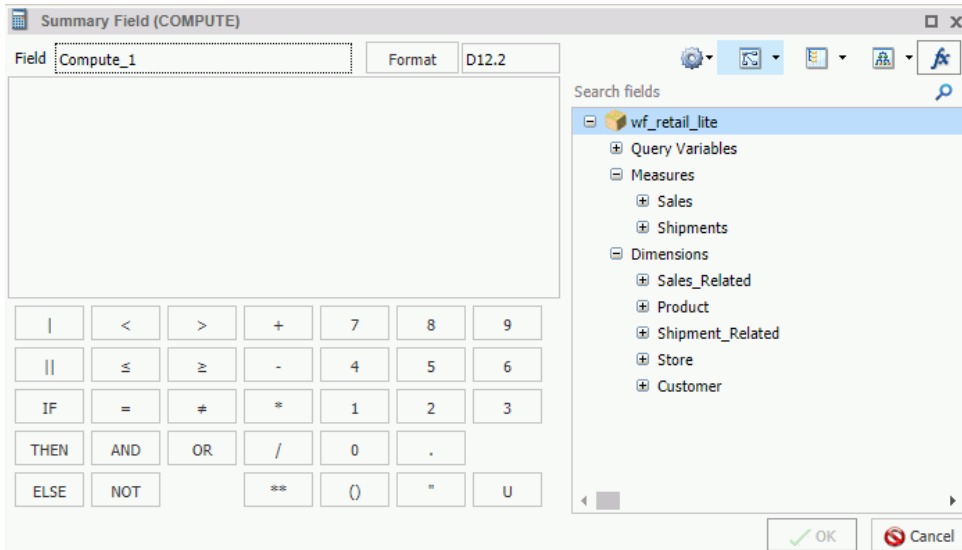 Summary Field (COMPUTE)
Field Compute_1 Format D12.2
fx
Search fields
wf_retail_lite
Query Variables
Measures
Sales
Shipments
Dimensions
Sales_Related
Product
Shipment_Related
Store
Customer
| < > + 7 8 9
|| ≤ ≥ - 4 5 6
IF = ≠ * 1 2 3
THEN AND OR / 0 .
ELSE NOT ** () " U
OK Cancel